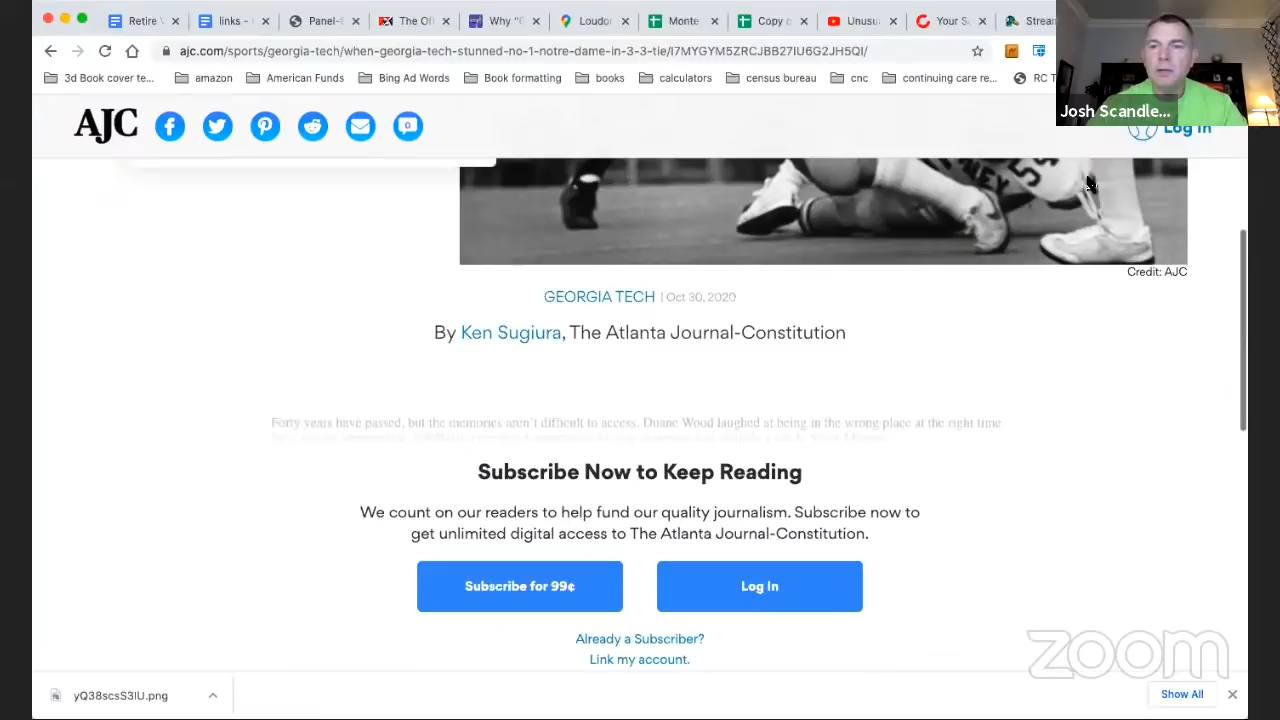 Retire
links -
Panel-
The Of
Why "
Loudo
Monte
Copy o
Unusu
Your S
Strean
ajc.com/sports/georgia-tech/when-georgia-tech-stunned-no-1-notre-dame-in-3-3-tie/I7MYGYM5ZRCJBB27IU6G2JH5QI/
3d Book cover te...
amazon
American Funds
Bing Ad Words
Book formatting
books
calculators
census bureau
cnc
continuing care re...
RC T
Josh Scandle...
AJC
0
Log In
54
Credit: AJC
GEORGIA TECH | Oct 30, 2020
By Ken Sugiura, The Atlanta Journal-Constitution
Forty years have passed, but the memories aren't difficult to access. Duane Wood laughed at being in the wrong place at the right time
Subscribe Now to Keep Reading
We count on our readers to help fund our quality journalism. Subscribe now to
get unlimited digital access to The Atlanta Journal-Constitution.
Subscribe for 99¢
Log In
Already a Subscriber?
Link my account.
zoom
yQ38scsS3IU.png
Show All